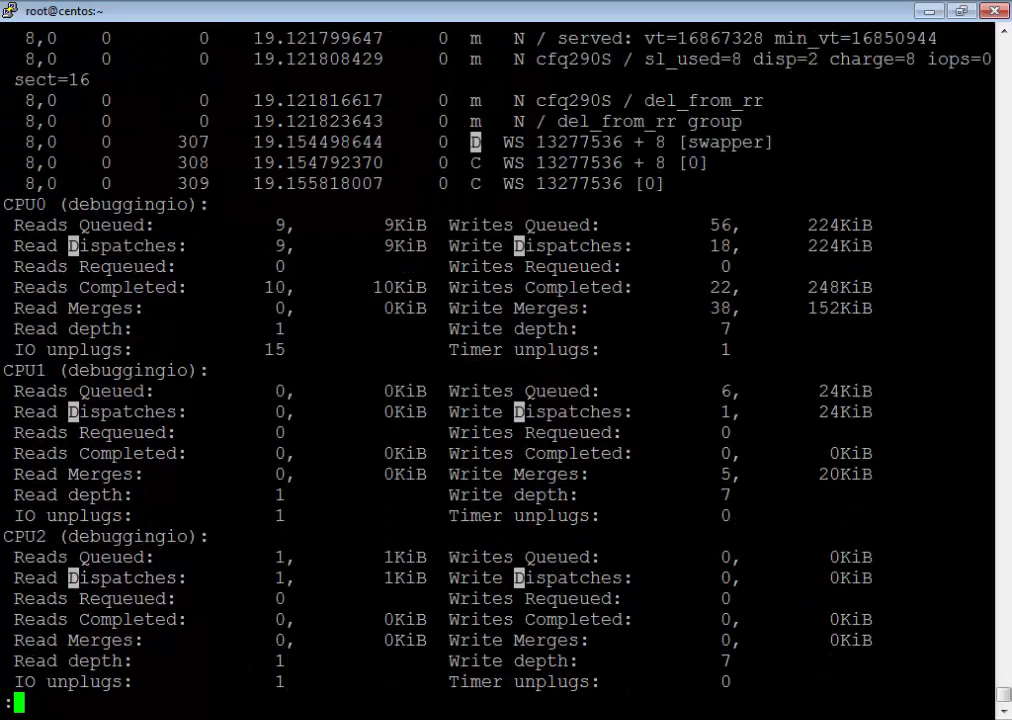 root@centos:~
8,0 0 0 19.121799647 0 m N / served: vt=16867328 min_vt=16850944
8,0 0 0 19.121808429 0 m N cfq290S / sl_used=8 disp=2 charge=8 iops=0
sect=16
8,0 0 0 19.121816617 0 m N cfq290S / del_from_rr
8,0 0 0 19.121823643 0 m N / del_from_rr group
8,0 0 307 19.154498644 0 D WS 13277536 + 8 [swapper]
8,0 0 308 19.154792370 0 C WS 13277536 + 8 [0]
8,0 0 309 19.155818007 0 C WS 13277536 [0]
CPU0 (debuggingio):
Reads Queued: 9, 9KiB Writes Queued: 56, 224KiB
Read Dispatches: 9, 9KiB Write Dispatches: 18, 224KiB
Reads Requeued: 0 Writes Requeued: 0
Reads Completed: 10, 10KiB Writes Completed: 22, 248KiB
Read Merges: 0, 0KiB Write Merges: 38, 152KiB
Read depth: 1 Write depth: 7
IO unplugs: 15 Timer unplugs: 1
CPU1 (debuggingio):
Reads Queued: 0, 0KiB Writes Queued: 6, 24KiB
Read Dispatches: 0, 0KiB Write Dispatches: 1, 24KiB
Reads Requeued: 0 Writes Requeued: 0
Reads Completed: 0, 0KiB Writes Completed: 0, 0KiB
Read Merges: 0, 0KiB Write Merges: 5, 20KiB
Read depth: 1 Write depth: 7
IO unplugs: 1 Timer unplugs: 0
CPU2 (debuggingio):
Reads Queued: 1, 1KiB Writes Queued: 0, 0KiB
Read Dispatches: 1, 1KiB Write Dispatches: 0, 0KiB
Reads Requeued: 0 Writes Requeued: 0
Reads Completed: 0, 0KiB Writes Completed: 0, 0KiB
Read Merges: 0, 0KiB Write Merges: 0, 0KiB
Read depth: 1 Write depth: 7
IO unplugs: 1 Timer unplugs: 0
: